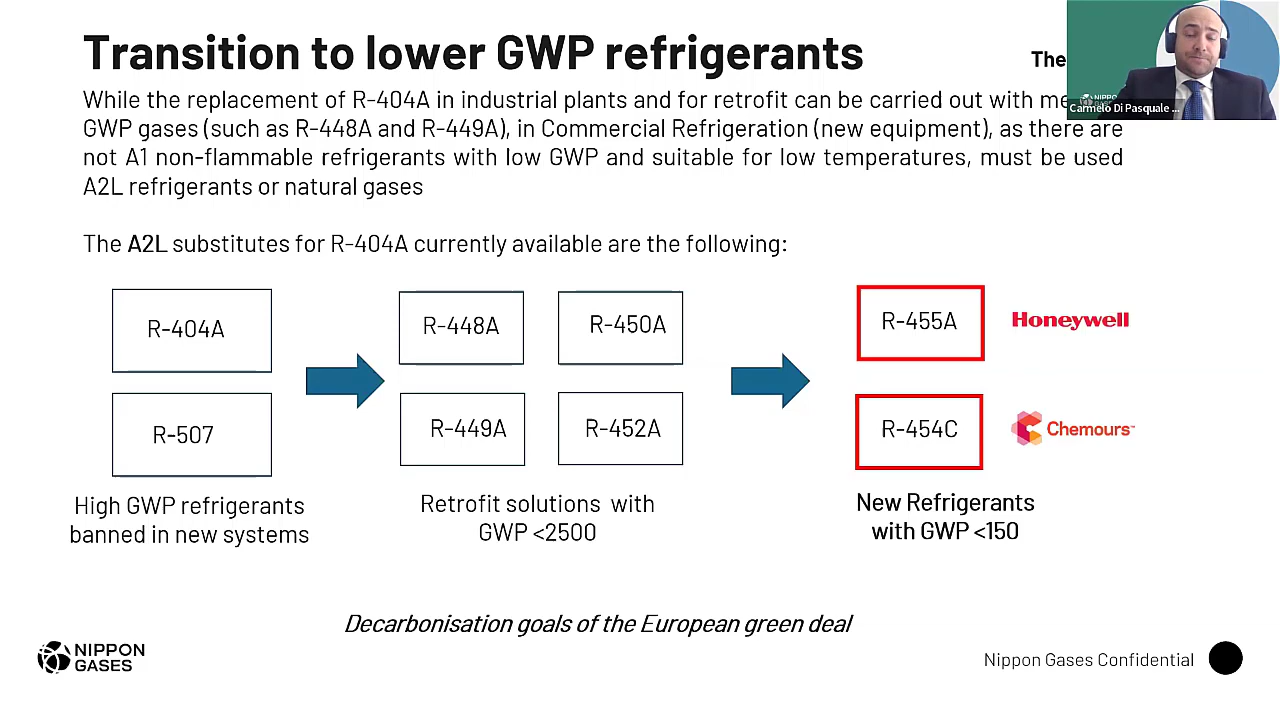 Transition to lower GWP refrigerants
The
Carmelo Di Pasquale ...
While the replacement of R-404A in industrial plants and for retrofit can be carried out with
GWP gases (such as R-448A and R-449A), in Commercial Refrigeration (new equipment), as there are
not A1 non-flammable refrigerants with low GWP and suitable for low temperatures, must be used
A2L refrigerants or natural gases
The A2L substitutes for R-404A currently available are the following:
R-404A
R-448A
R-450A
R-455A
Honeywell
R-507
R-449A
R-452A
R-454C
Chemours™
High GWP refrigerants
banned in new systems
Retrofit solutions with
GWP <2500
New Refrigerants
with GWP <150
Decarbonisation goals of the European green deal
NIPPON
GASES
Nippon Gases Confidential